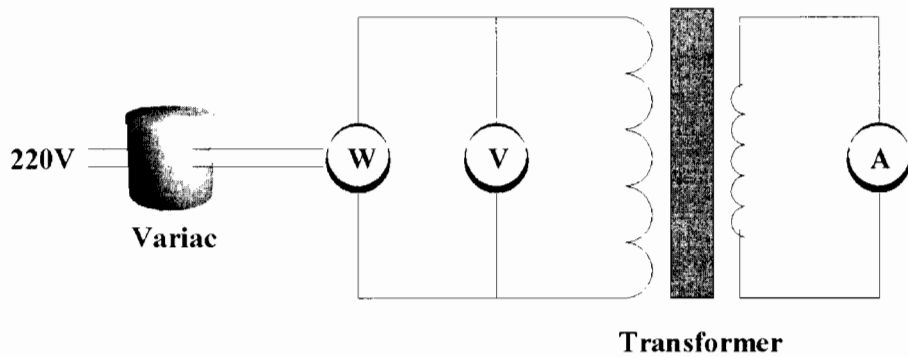 220V
W
V
A
Variac
Transformer